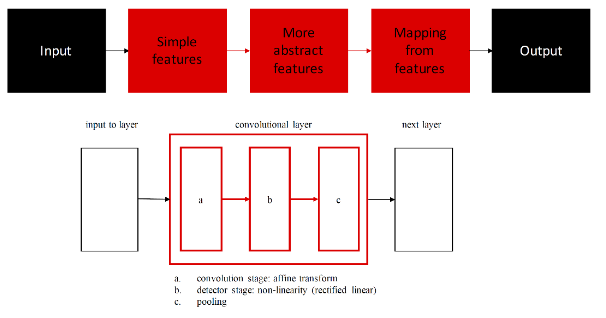 Input
Simple
features
More
abstract
features
Mapping
from
features
Output
input to layer
convolutional layer
next layer
a
b
c
a. convolution stage: affine transform
b. detector stage: non-linearity (rectified linear)
c. pooling